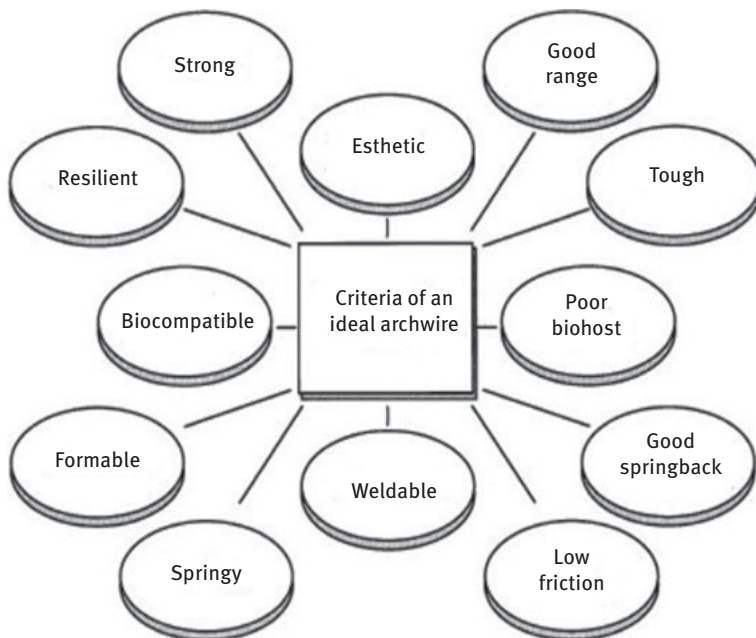 Strong
Good
range
Esthetic
Resilient
Tough
Criteria of an
ideal archwire
Biocompatible
Poor
biohost
Formable
Good
springback
Weldable
Springy
Low
friction